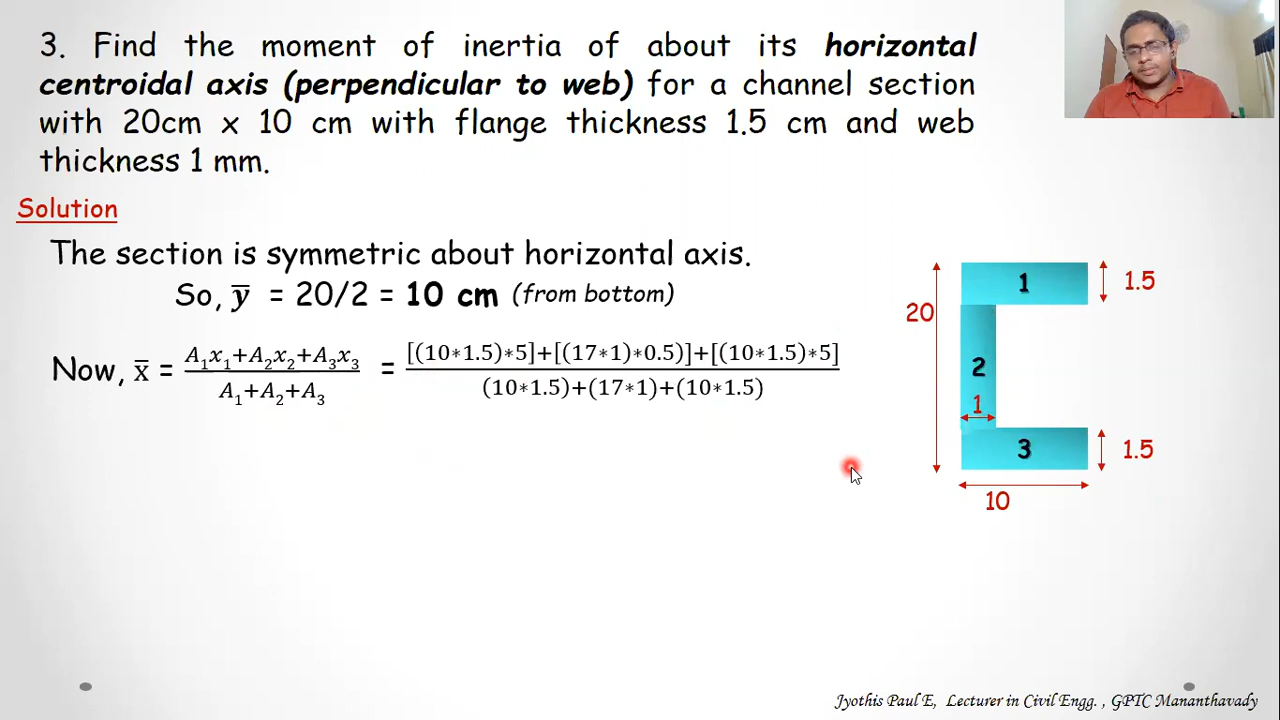 3. Find the moment of inertia of about its horizontal
centroidal axis (perpendicular to web) for a channel section
with 20cm x 10 cm with flange thickness 1.5 cm and web
thickness 1 mm.
Solution
The section is symmetric about horizontal axis.
So, y̅ = 20/2 = 10 cm (from bottom)
Now, x̅ = (A₁x₁+A₂x₂+A₃x₃)/(A₁+A₂+A₃) = ([(10∗1.5)∗5]+[(17∗1)∗0.5)]+[(10∗1.5)∗5])/((10∗1.5)+(17∗1)+(10∗1.5))
1
1.5
20
2
1
3
1.5
10
Jyothis Paul E, Lecturer in Civil Engg. , GPTC Mananthavady